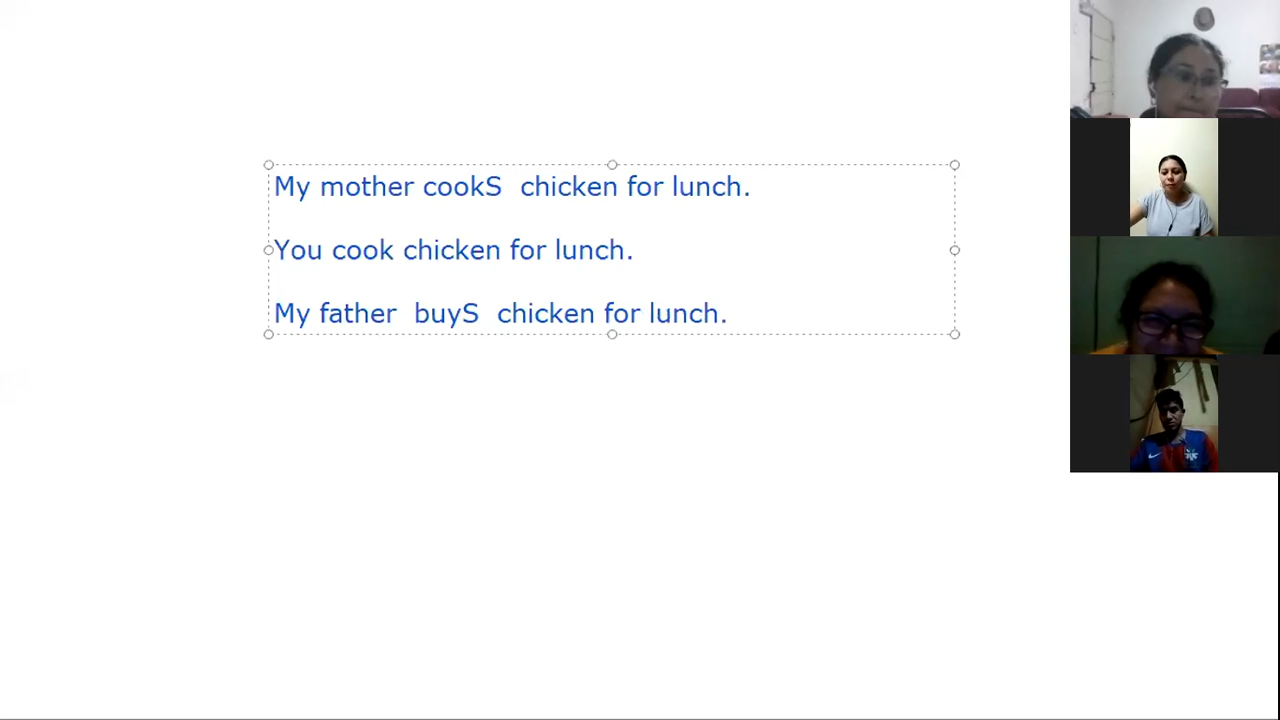 My mother cookS chicken for lunch.
You cook chicken for lunch.
My father buyS chicken for lunch.